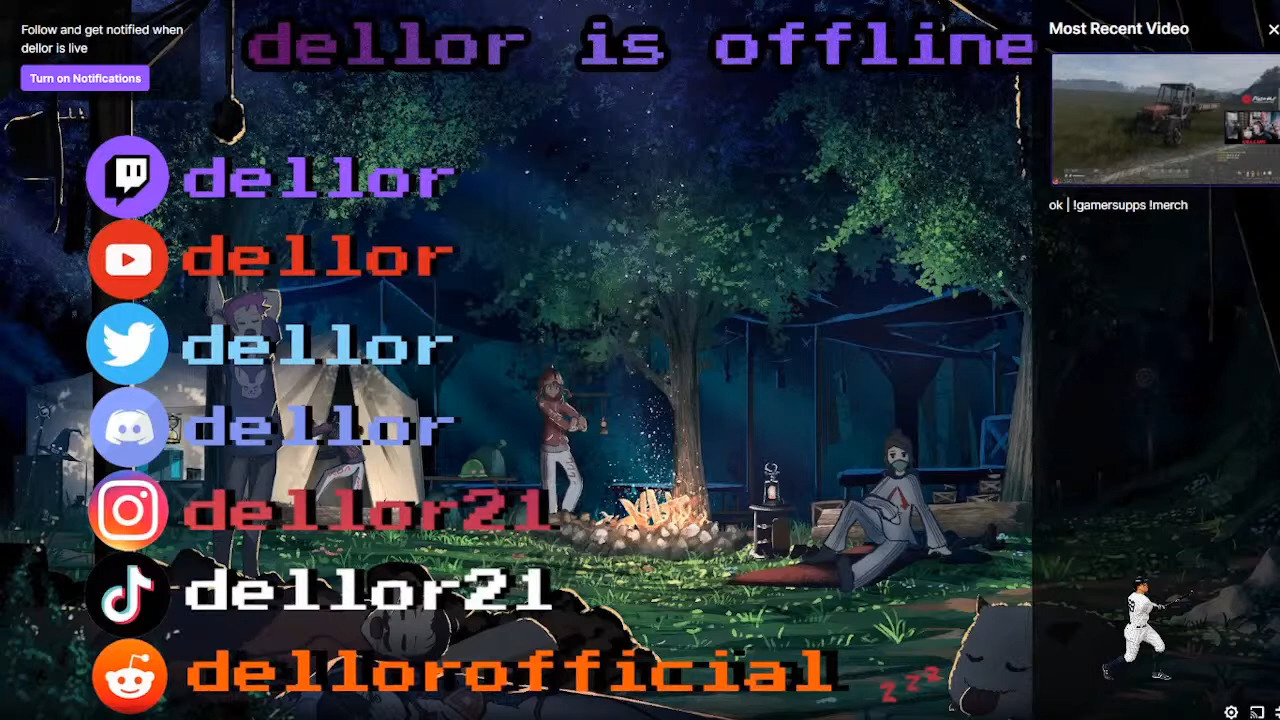 Follow and get notified when
dellor is live
Turn on Notifications
dellor is offline
Most Recent Video
ok | !gamersupps !merch
dellor
dellor
dellor
dellor
dellor21
dellor21
dellorofficial
z z z